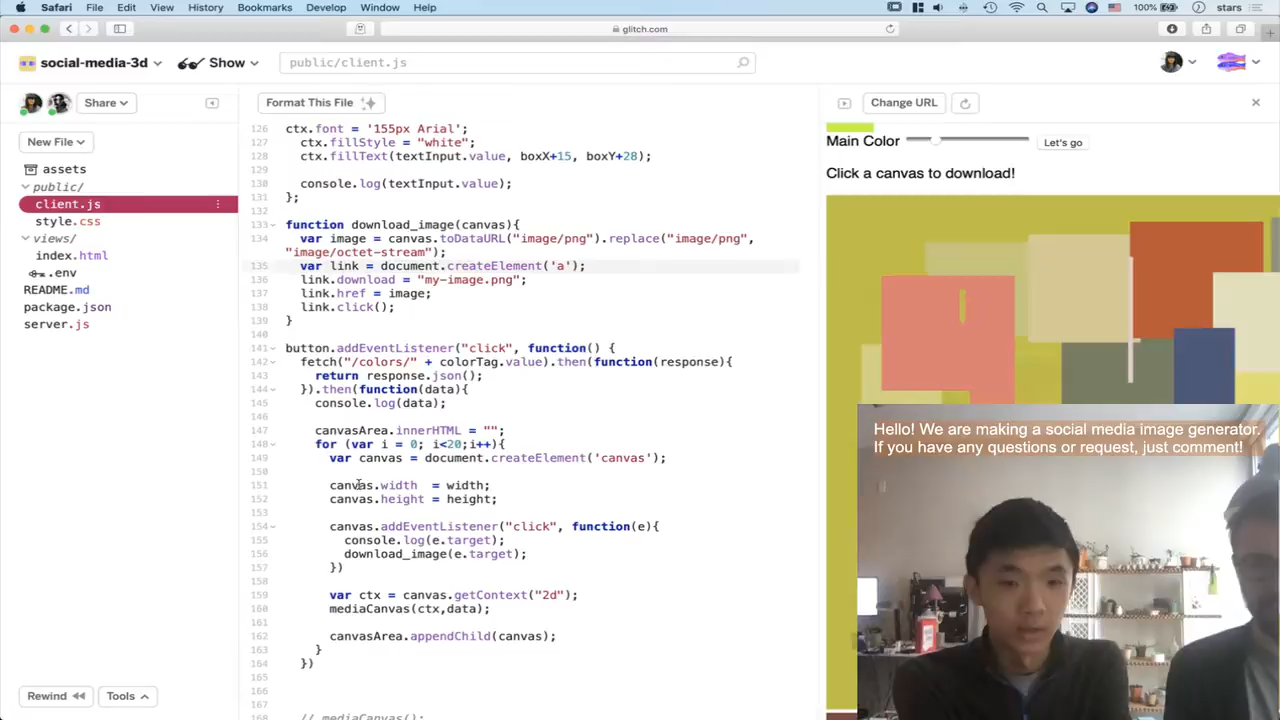 Safari File Edit View History Bookmarks Develop Window Help 100% stars
glitch.com
social-media-3d Show public/client.js
Share Format This File Change URL
New File
assets
public/
client.js
style.css
views/
index.html
.env
README.md
package.json
server.js
Rewind Tools
126 ctx.font = '155px Arial';
127 ctx.fillStyle = "white";
128 ctx.fillText(textInput.value, boxX+15, boxY+28);
129
130 console.log(textInput.value);
131 };
132
133 function download_image(canvas){
134 var image = canvas.toDataURL("image/png").replace("image/png",
"image/octet-stream");
135 var link = document.createElement('a');
136 link.download = "my-image.png";
137 link.href = image;
138 link.click();
139 }
140
141 button.addEventListener("click", function() {
142 fetch("/colors/" + colorTag.value).then(function(response){
143 return response.json();
144 }).then(function(data){
145 console.log(data);
146
147 canvasArea.innerHTML = "";
148 for (var i = 0; i<20;i++){
149 var canvas = document.createElement('canvas');
150
151 canvas.width = width;
152 canvas.height = height;
153
154 canvas.addEventListener("click", function(e){
155 console.log(e.target);
156 download_image(e.target);
157 })
158
159 var ctx = canvas.getContext("2d");
160 mediaCanvas(ctx,data);
161
162 canvasArea.appendChild(canvas);
163 }
164 })
165
166
167
168 // mediaCanvas();
Main Color Let's go
Click a canvas to download!
Hello! We are making a social media image generator.
If you have any questions or request, just comment!